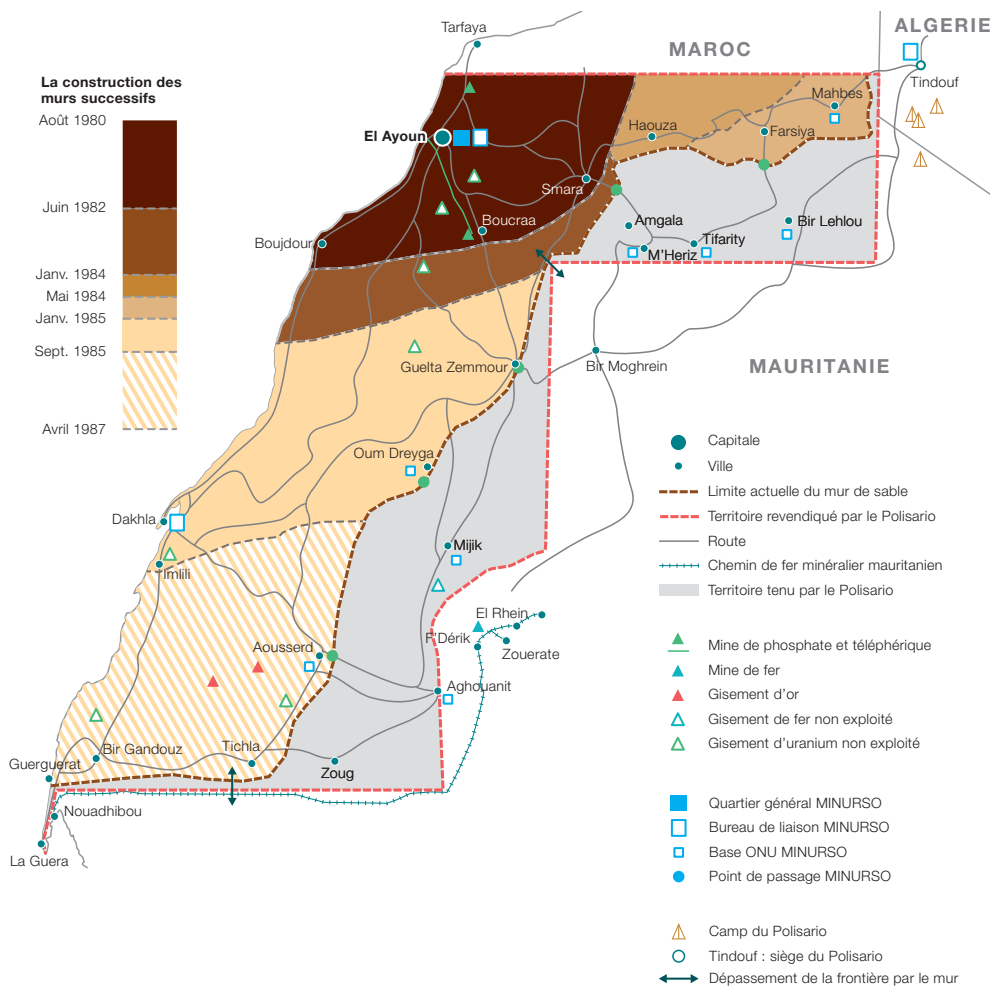 Tarfaya
MAROC
ALGERIE
Tindouf
La construction des
murs successifs
Août 1980
Juin 1982
Janv. 1984
Mai 1984
Janv. 1985
Sept. 1985
Avril 1987
Mahbes
Haouza
Farsiya
El Ayoun
Smara
Boucraa
Boujdour
Amgala
Bir Lehlou
Tifarity
M'Heriz
Guelta Zemmour
Bir Moghrein
MAURITANIE
Oum Dreyga
Dakhla
Mijik
Imlili
El Rhein
F'Dérik
Zouerate
Aousserd
Aghouanit
Bir Gandouz
Tichla
Guerguerat
Zoug
Nouadhibou
La Guera
Capitale
Ville
Limite actuelle du mur de sable
Territoire revendiqué par le Polisario
Route
Chemin de fer minéralier mauritanien
Territoire tenu par le Polisario
Mine de phosphate et téléphérique
Mine de fer
Gisement d'or
Gisement de fer non exploité
Gisement d'uranium non exploité
Quartier général MINURSO
Bureau de liaison MINURSO
Base ONU MINURSO
Point de passage MINURSO
Camp du Polisario
Tindouf : siège du Polisario
Dépassement de la frontière par le mur